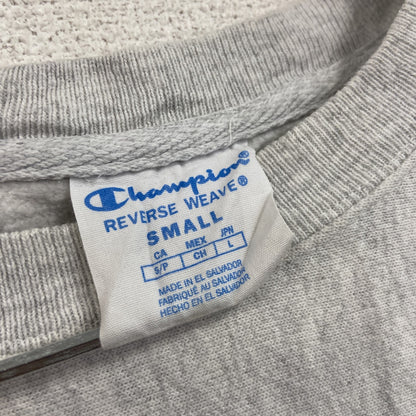 Champion®
REVERSE WEAVE®
SMALL
CA MEX JPN
S/P CH L
MADE IN EL SALVADOR
FABRIQUÉ AU SALVADOR
HECHO EN EL SALVADOR